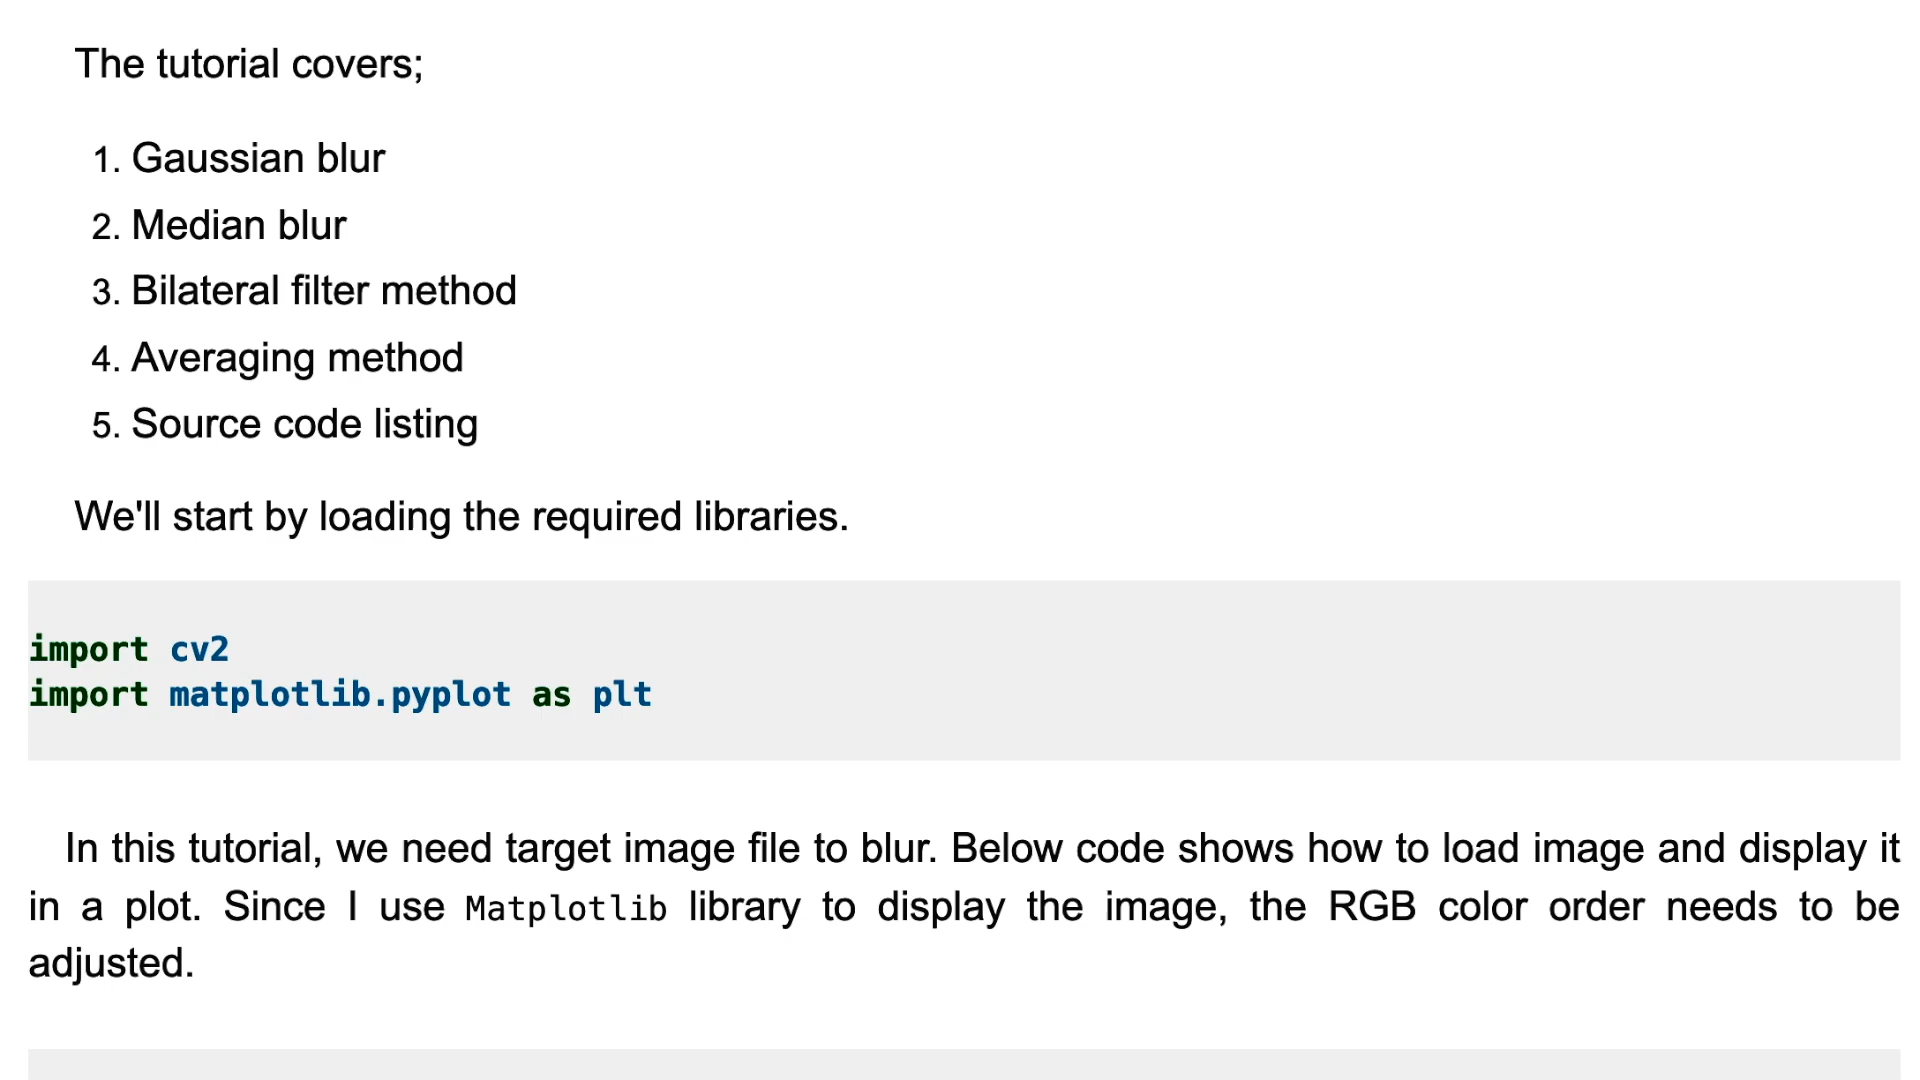 The tutorial covers;
1. Gaussian blur
2. Median blur
3. Bilateral filter method
4. Averaging method
5. Source code listing
We'll start by loading the required libraries.
import cv2
import matplotlib.pyplot as plt
In this tutorial, we need target image file to blur. Below code shows how to load image and display it
in a plot. Since I use Matplotlib library to display the image, the RGB color order needs to be
adjusted.